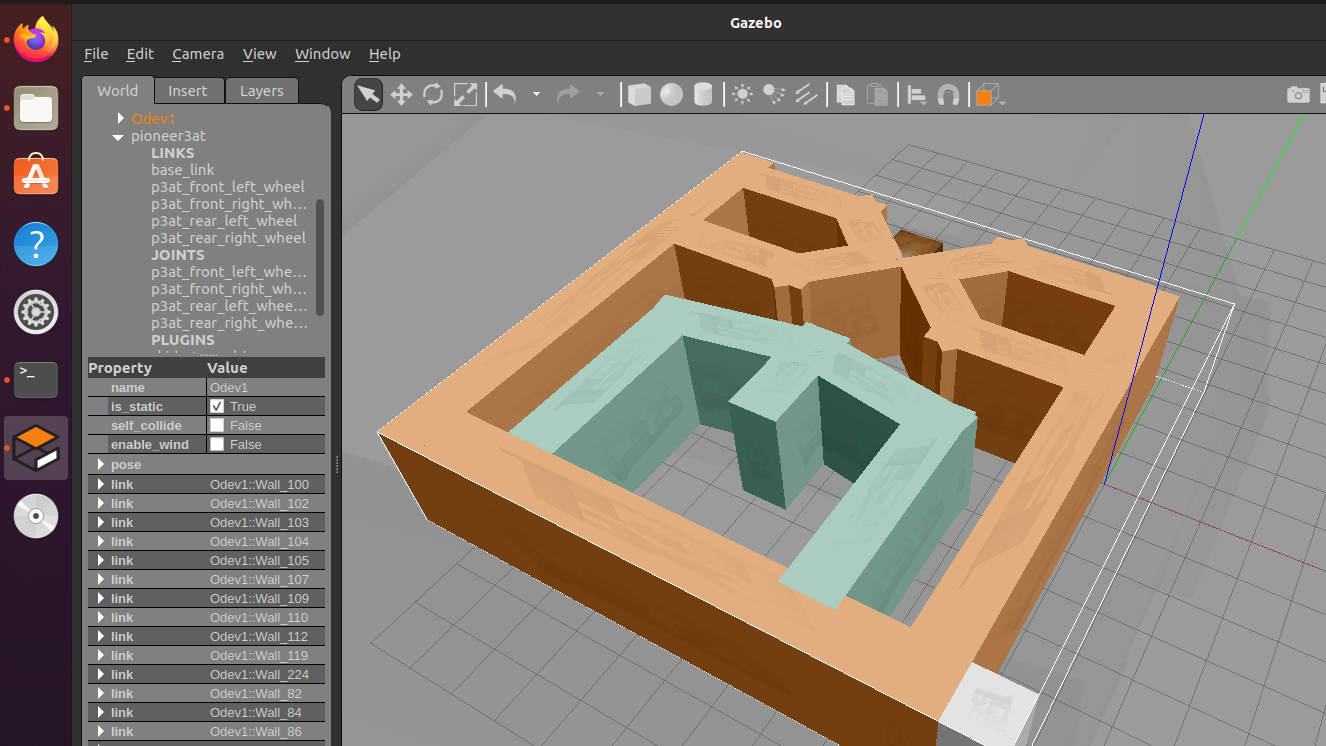 Gazebo
File Edit Camera View Window Help
World Insert Layers
Odev1
pioneer3at
LINKS
base_link
p3at_front_left_wheel
p3at_front_right_wh...
p3at_rear_left_wheel
p3at_rear_right_wheel
JOINTS
p3at_front_left_whe...
p3at_front_right_wh...
p3at_rear_left_whee...
p3at_rear_right_whe...
PLUGINS
Property Value
name Odev1
is_static True
self_collide False
enable_wind False
pose
link Odev1::Wall_100
link Odev1::Wall_102
link Odev1::Wall_103
link Odev1::Wall_104
link Odev1::Wall_105
link Odev1::Wall_107
link Odev1::Wall_109
link Odev1::Wall_110
link Odev1::Wall_112
link Odev1::Wall_119
link Odev1::Wall_224
link Odev1::Wall_82
link Odev1::Wall_84
link Odev1::Wall_86